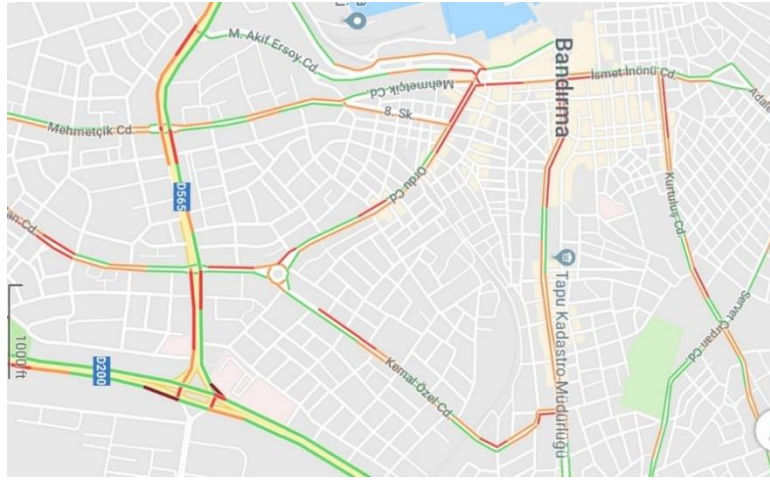 M. Akif Ersoy Cd.
Mehmetçik Cd
8. Sk.
Mehmetçik Cd.
Bandırma
İsmet İnönü Cd.
Ordu Cd
D565
Kurtuluş Cd.
Tapu Kadastro Müdürlüğü
Servet Çırpan Cd
1000 ft
D200
Kemal Özel Cd.